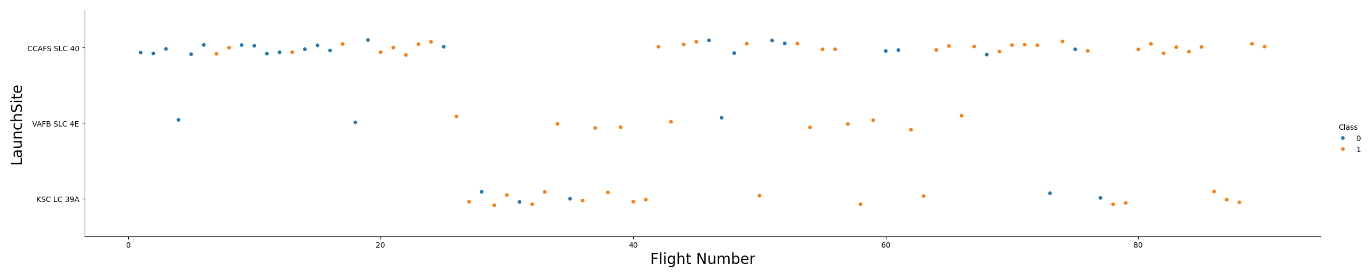 CCAFS SLC 40
VAFB SLC 4E
KSC LC 39A
LaunchSite
0
20
40
60
80
Flight Number
Class
0
1